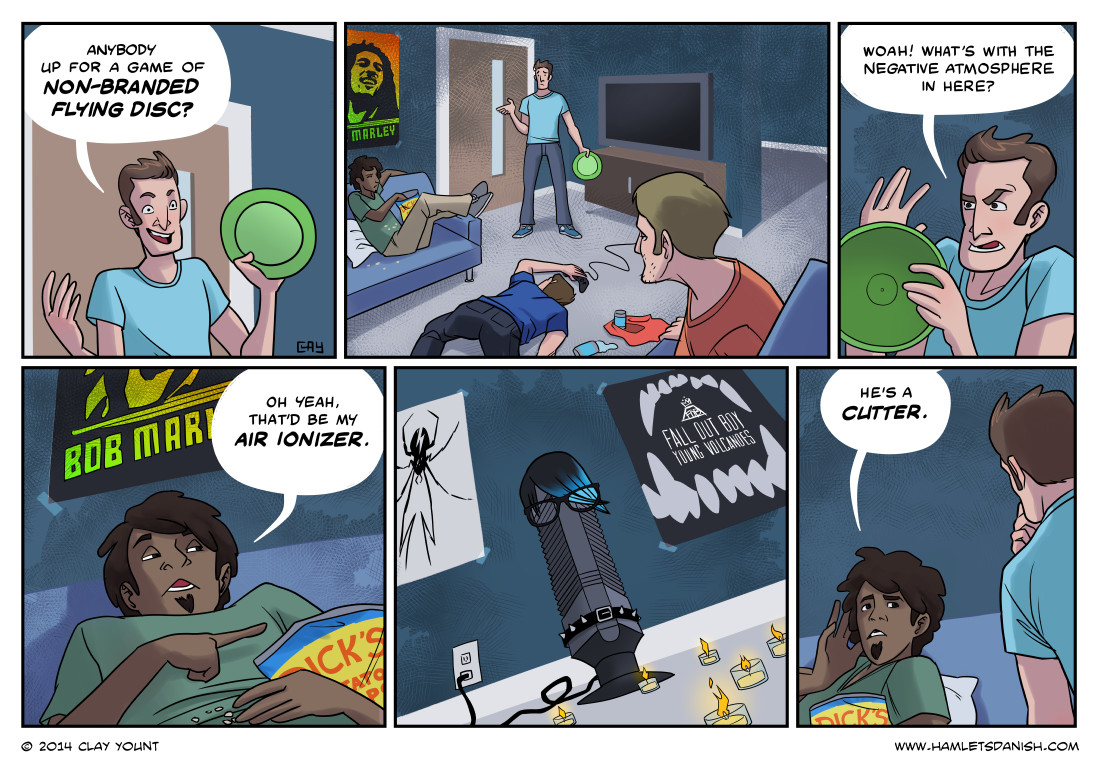 ANYBODY
UP FOR A GAME OF
NON-BRANDED
FLYING DISC?
CLAY
MARLEY
WOAH! WHAT'S WITH THE
NEGATIVE ATMOSPHERE
IN HERE?
BOB MAR
OH YEAH,
THAT'D BE MY
AIR IONIZER.
DICK'S
FALL OUT BOY
YOUNG VOLCANOES
HE'S A
CUTTER.
DICK'S
© 2014 CLAY YOUNT
WWW.HAMLETSDANISH.COM